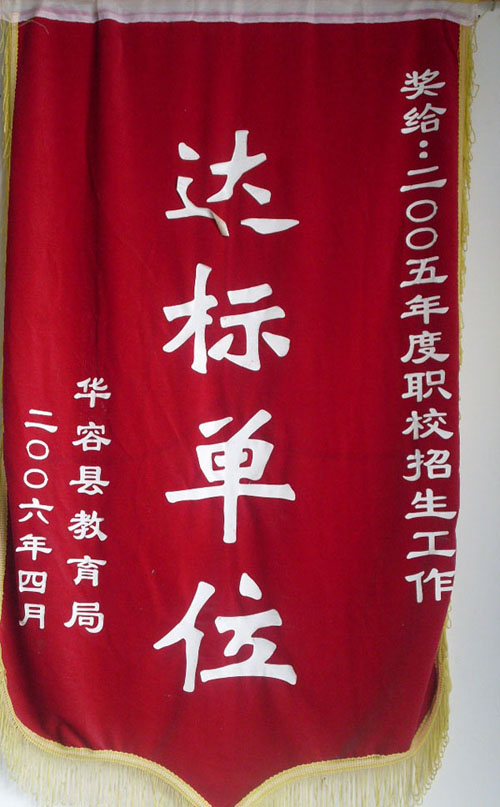 奖给：二〇〇五年度职校招生工作
达标单位
华容县教育局
二〇〇六年四月